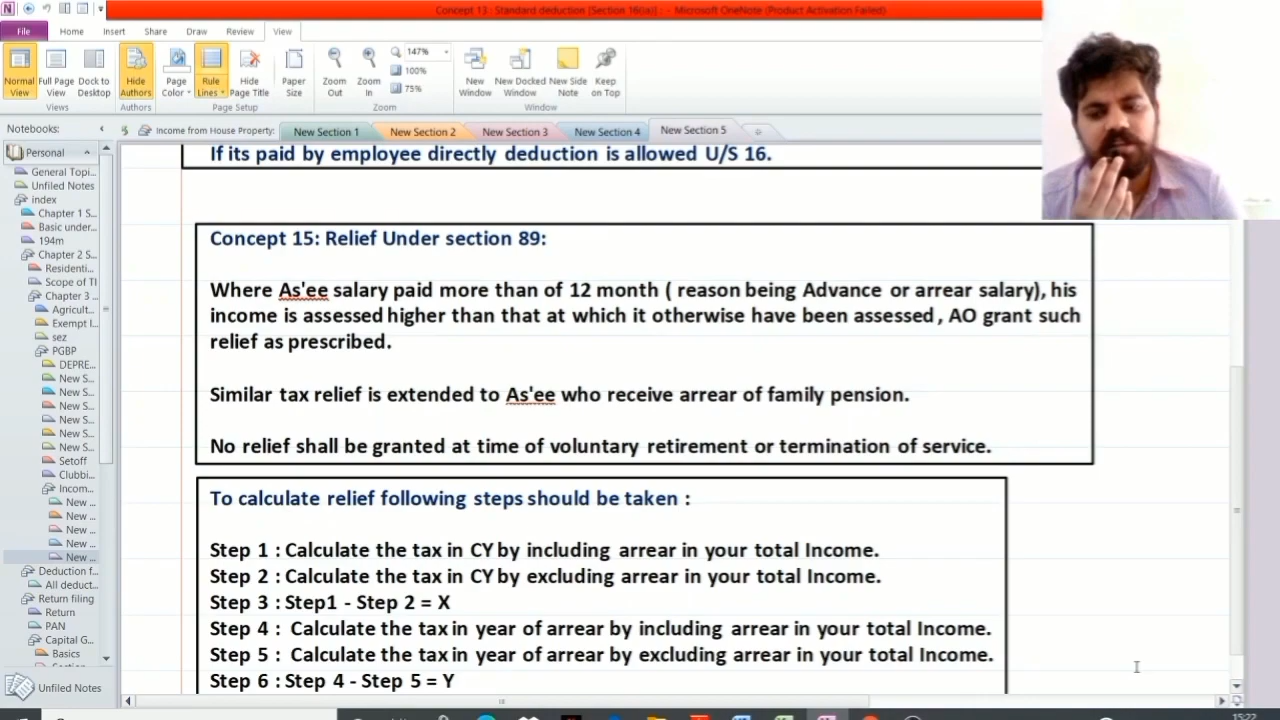 Concept 13 : Standard deduction [Section 16(ia)] : - Microsoft OneNote (Product Activation Failed)
File Home Insert Share Draw Review View
Normal View Full Page View Dock to Desktop Hide Authors Page Color Rule Lines Hide Page Title Paper Size Zoom Out Zoom In 147% 100% 75% New Window New Docked Window New Side Note Keep on Top
Views Authors Page Setup Zoom Window
Notebooks: Income from House Property: New Section 1 New Section 2 New Section 3 New Section 4 New Section 5
Personal
General Topi...
Unfiled Notes
index
Chapter 1 S...
Basic under...
194m
Chapter 2 S...
Residenti...
Scope of TI
Chapter 3 ...
Agricult...
Exempt I...
sez
PGBP
DEPRE...
New S...
New S...
New S...
New S...
New S...
New S...
Setoff
Clubbi...
Incom...
New ...
New ...
New ...
New ...
New ...
Deduction f...
All deduct...
Return filing
Return
PAN
Capital G...
Basics
Unfiled Notes
If its paid by employee directly deduction is allowed U/S 16.
Concept 15: Relief Under section 89:
Where As'ee salary paid more than of 12 month ( reason being Advance or arrear salary), his
income is assessed higher than that at which it otherwise have been assessed, AO grant such
relief as prescribed.
Similar tax relief is extended to As'ee who receive arrear of family pension.
No relief shall be granted at time of voluntary retirement or termination of service.
To calculate relief following steps should be taken :
Step 1 : Calculate the tax in CY by including arrear in your total Income.
Step 2 : Calculate the tax in CY by excluding arrear in your total Income.
Step 3 : Step1 - Step 2 = X
Step 4 : Calculate the tax in year of arrear by including arrear in your total Income.
Step 5 : Calculate the tax in year of arrear by excluding arrear in your total Income.
Step 6 : Step 4 - Step 5 = Y
15:22